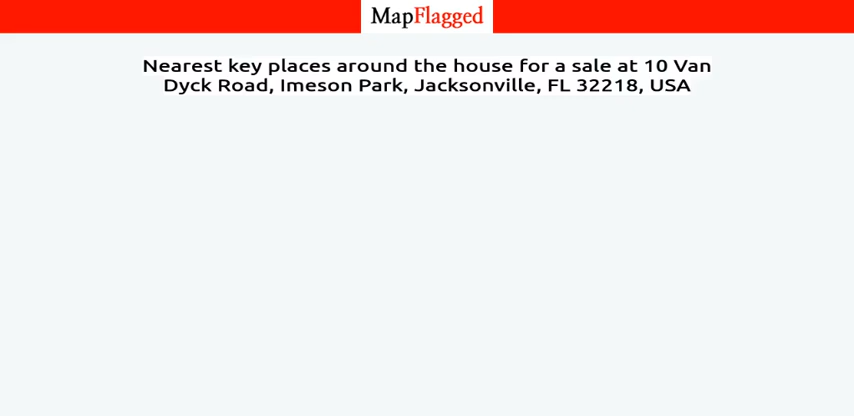 MapFlagged
Nearest key places around the house for a sale at 10 Van
Dyck Road, Imeson Park, Jacksonville, FL 32218, USA